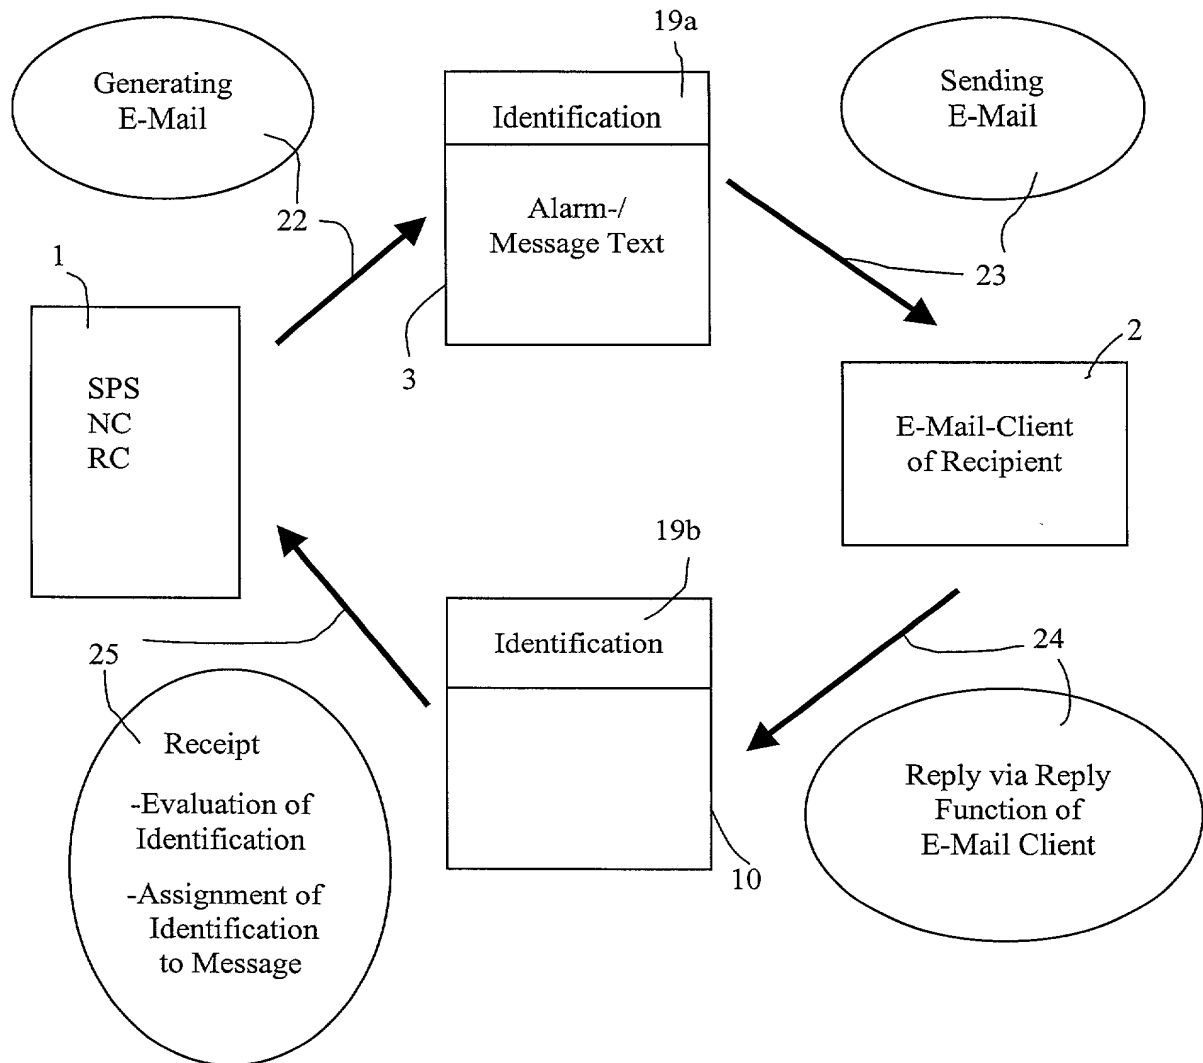 19a
Generating
E-Mail
Identification
Sending
E-Mail
22
Alarm-/
Message Text
23
1
3
2
SPS
NC
RC
E-Mail-Client
of Recipient
19b
Identification
24
25
Receipt
-Evaluation of
Identification
-Assignment of
Identification
to Message
10
Reply via Reply
Function of
E-Mail Client